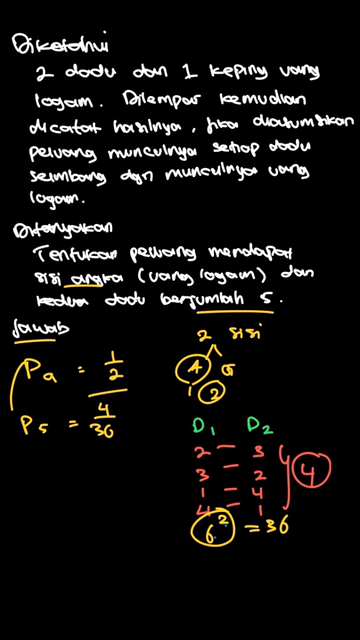 Diketahui
2 dadu dan 1 keping uang
logam. Dilempar kemudian
dicatat hasilnya, jika diasumsikan
peluang munculnya setiap dadu
seimbang dgn munculnya uang
logam.
Ditanyakan
Tentukan peluang mendapat
sisi angka (uang logam) dan
kedua dadu berjumlah 5.
Jawab
2 sisi
A G
1 2
Pa = 1/2
P5 = 4/36
D1 D2
2 – 3
3 – 2
1 – 4
4 – 1
4
6² = 36